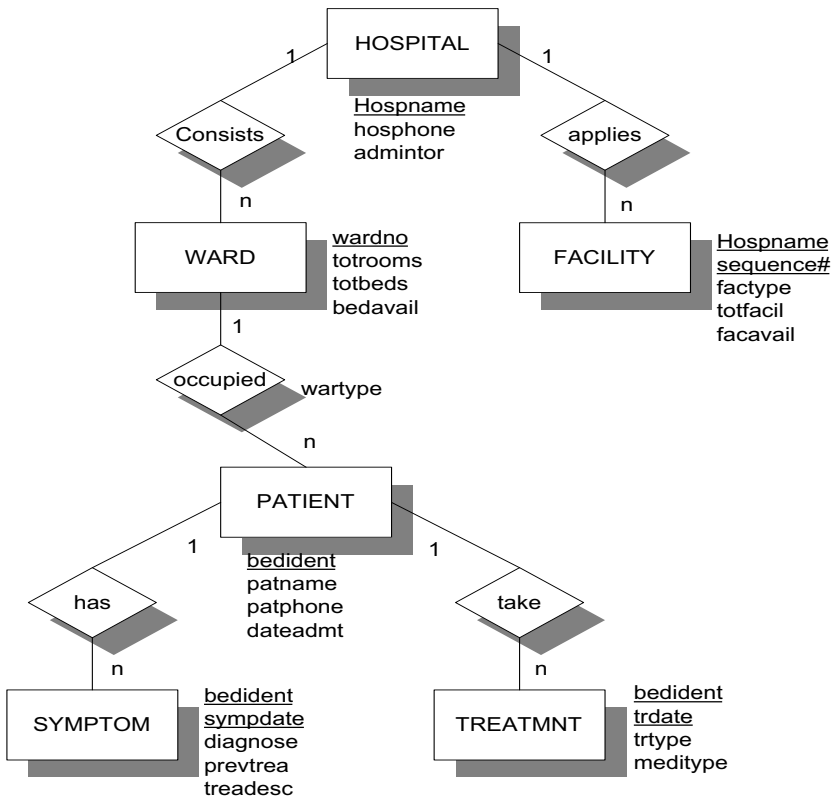 HOSPITAL
1
1
Hospname
hosphone
admintor
Consists
applies
n
n
WARD
wardno
totrooms
totbeds
bedavail
FACILITY
Hospname
sequence#
factype
totfacil
facavail
1
occupied
wartype
n
PATIENT
1
1
bedident
patname
patphone
dateadmt
has
take
n
n
SYMPTOM
bedident
sympdate
diagnose
prevtrea
treadesc
TREATMNT
bedident
trdate
trtype
meditype